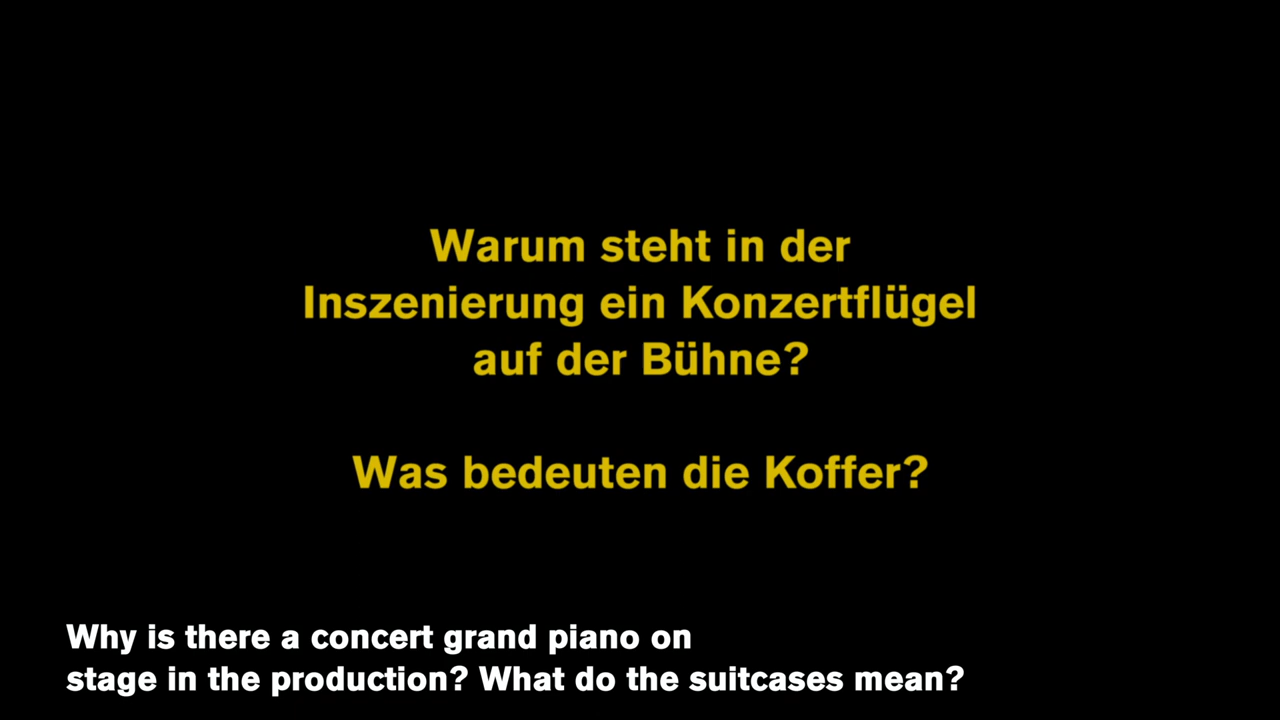 Warum steht in der
Inszenierung ein Konzertflügel
auf der Bühne?
Was bedeuten die Koffer?
Why is there a concert grand piano on
stage in the production? What do the suitcases mean?